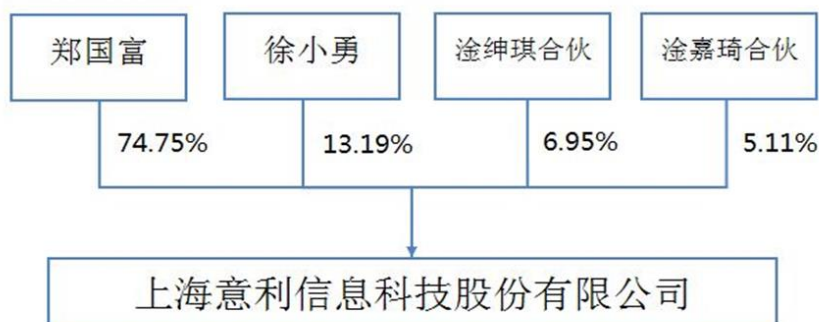 郑国富
徐小勇
淦绅琪合伙
淦嘉琦合伙
74.75%
13.19%
6.95%
5.11%
上海意利信息科技股份有限公司